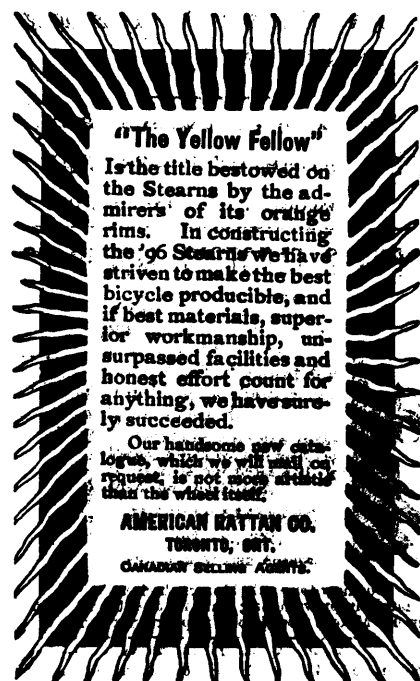 "The Yellow Fellow"
Is the title bestowed on
the Stearns by the ad-
mirers of its orange
rims. In constructing
the '96 Stearns we have
striven to make the best
bicycle producible, and
if best materials, super-
ior workmanship, un-
surpassed facilities and
honest effort count for
anything, we have sure-
ly succeeded.
Our handsome new cata-
logue, which we will mail on
request, is not more artistic
than the wheel itself.
AMERICAN RATTAN CO.
TORONTO, ONT.
CANADIAN SELLING AGENTS.